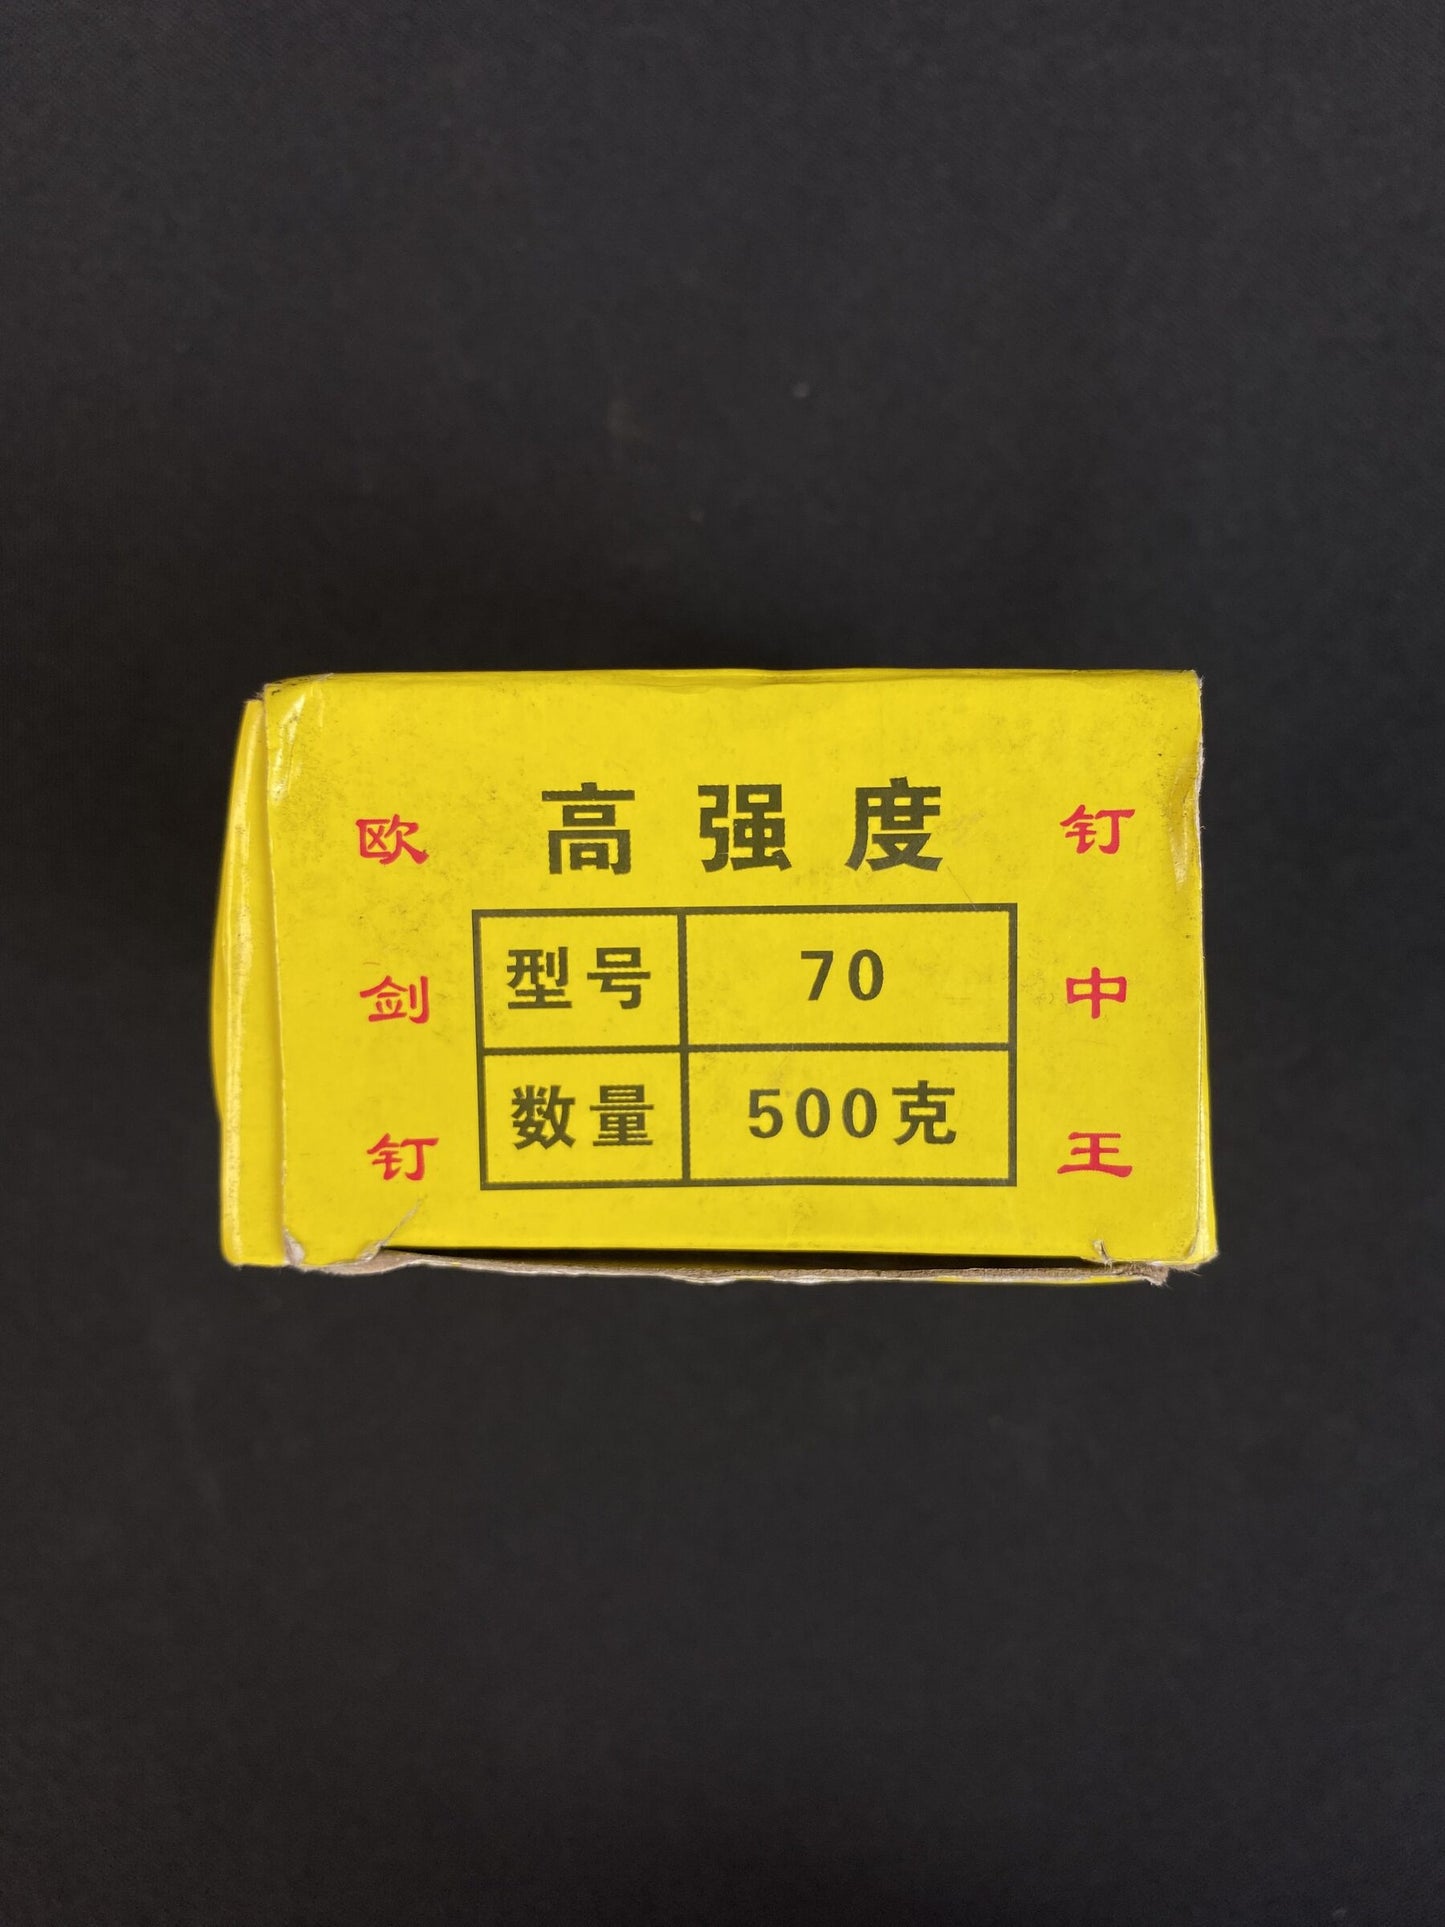 高强度
欧剑钉
型号 70
数量 500克
钉中王